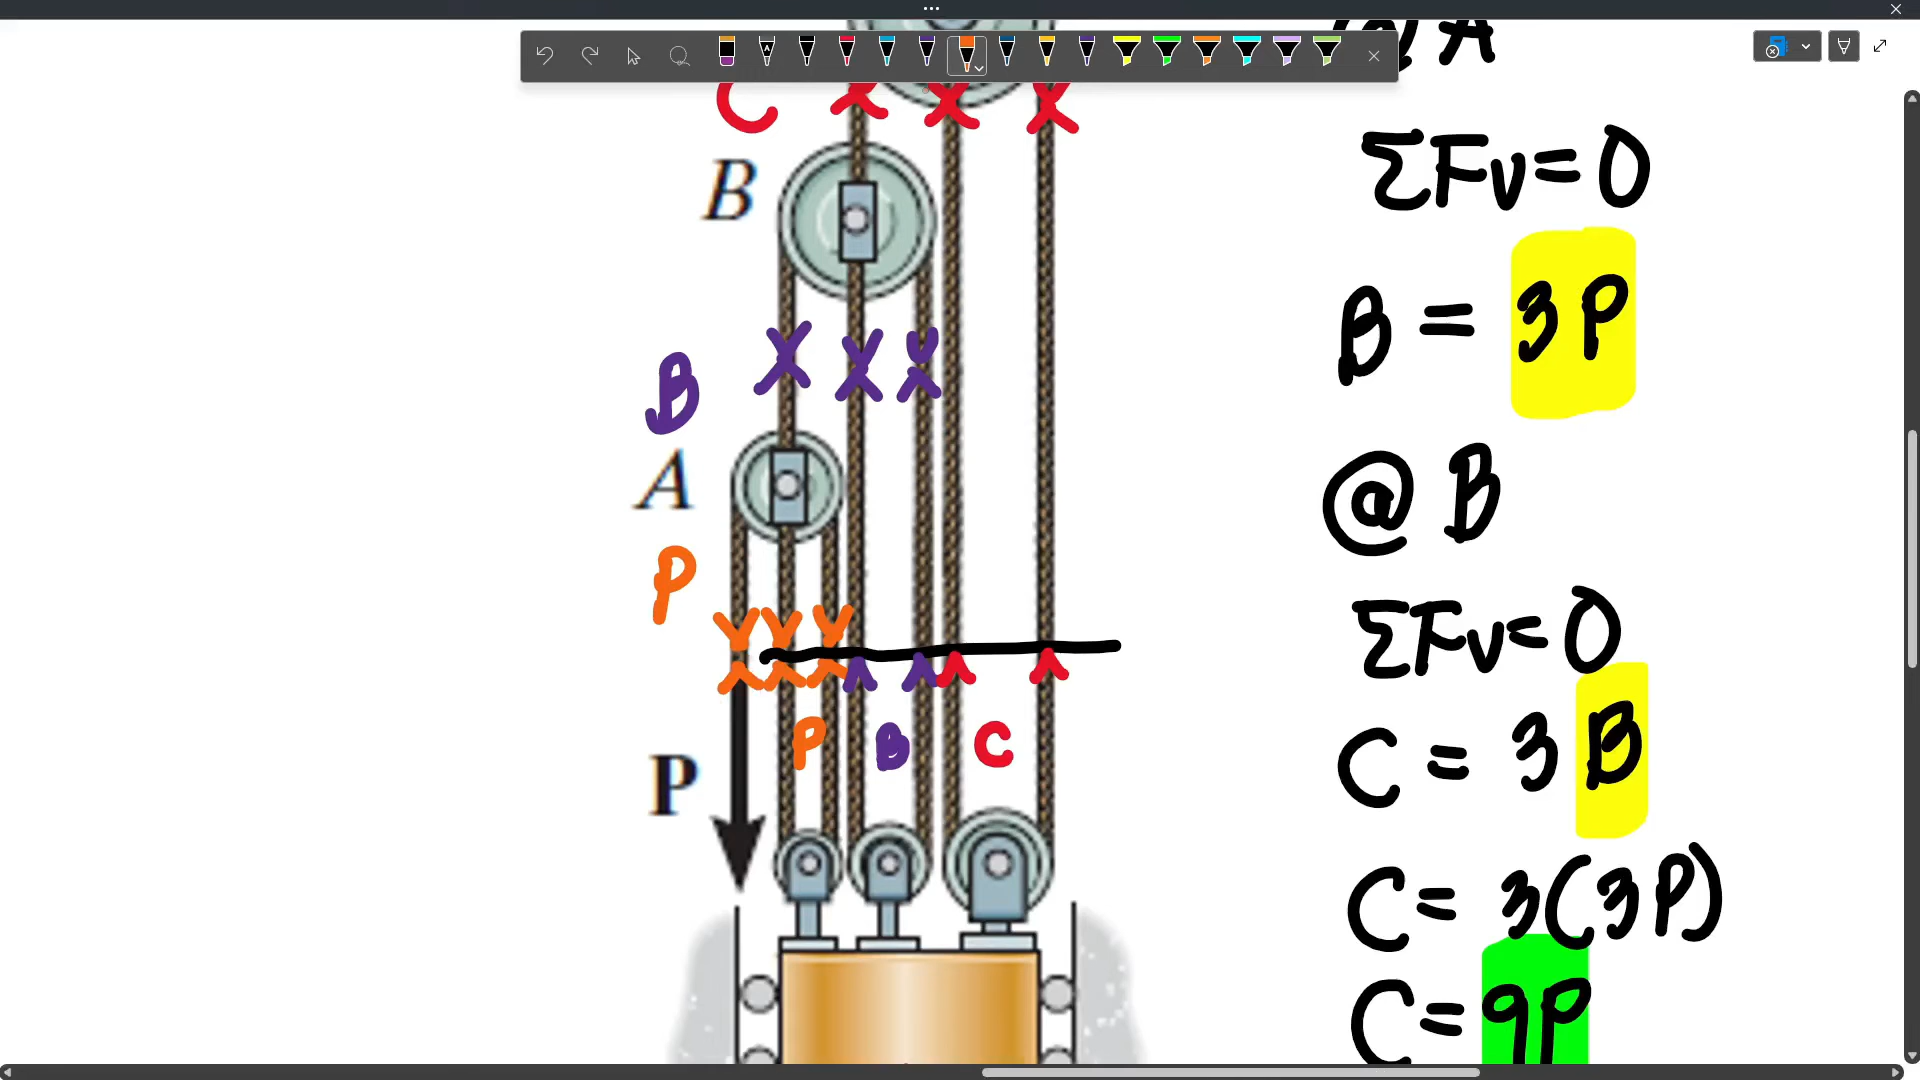 @ A
C
B
ΣFv=0
B = 3P
B
A
@ B
P
ΣFv=0
P B C
P
C = 3B
C = 3(3P)
C = 9P